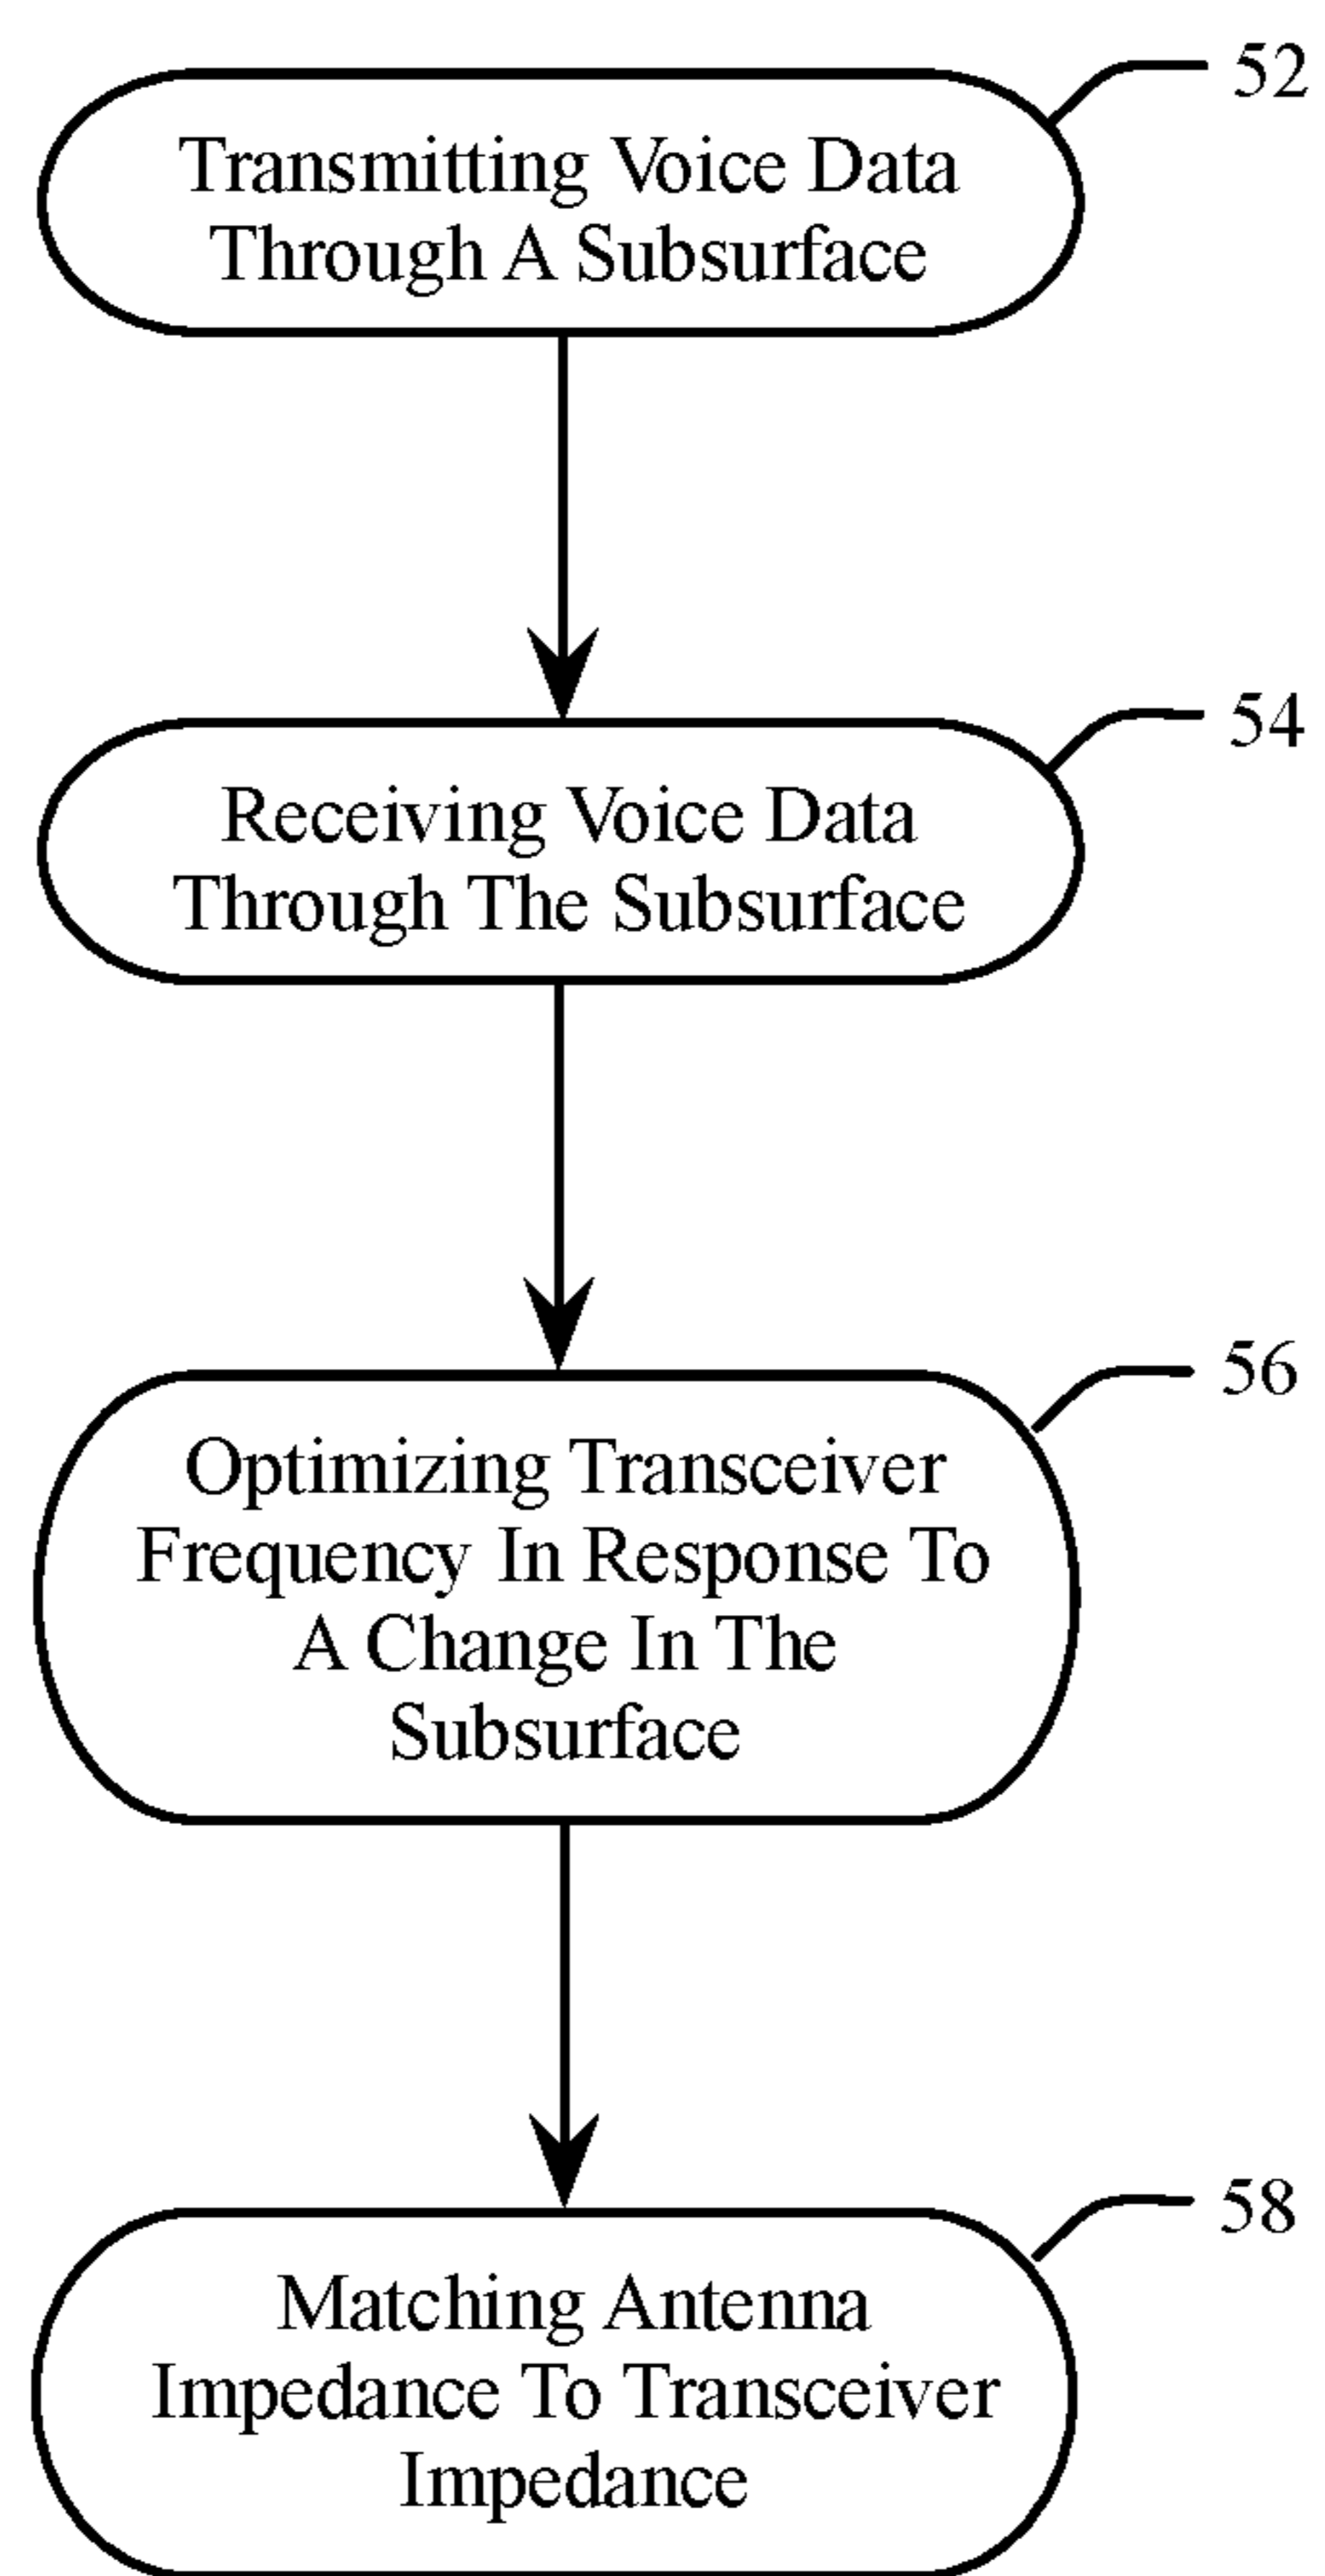 52
Transmitting Voice Data
Through A Subsurface
54
Receiving Voice Data
Through The Subsurface
56
Optimizing Transceiver
Frequency In Response To
A Change In The
Subsurface
58
Matching Antenna
Impedance To Transceiver
Impedance